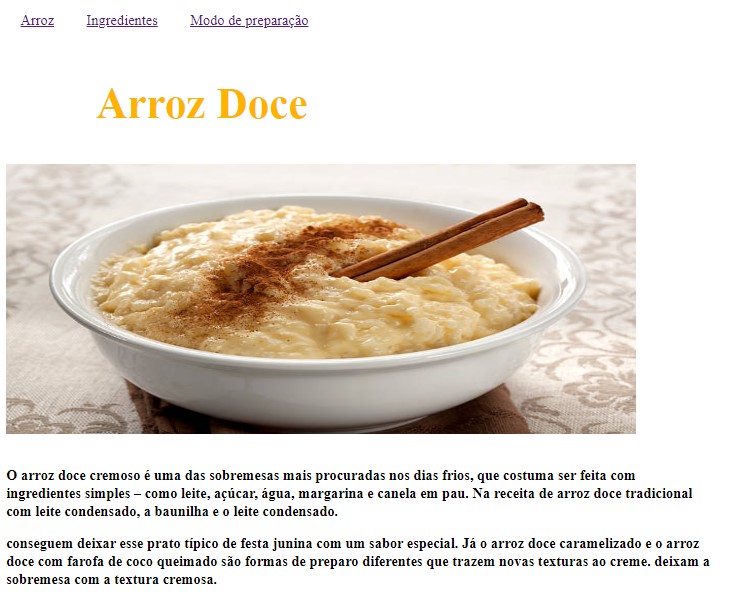 Arroz Ingredientes Modo de preparação
Arroz Doce
O arroz doce cremoso é uma das sobremesas mais procuradas nos dias frios, que costuma ser feita com
ingredientes simples – como leite, açúcar, água, margarina e canela em pau. Na receita de arroz doce tradicional
com leite condensado, a baunilha e o leite condensado.
conseguem deixar esse prato típico de festa junina com um sabor especial. Já o arroz doce caramelizado e o arroz
doce com farofa de coco queimado são formas de preparo diferentes que trazem novas texturas ao creme. deixam a
sobremesa com a textura cremosa.